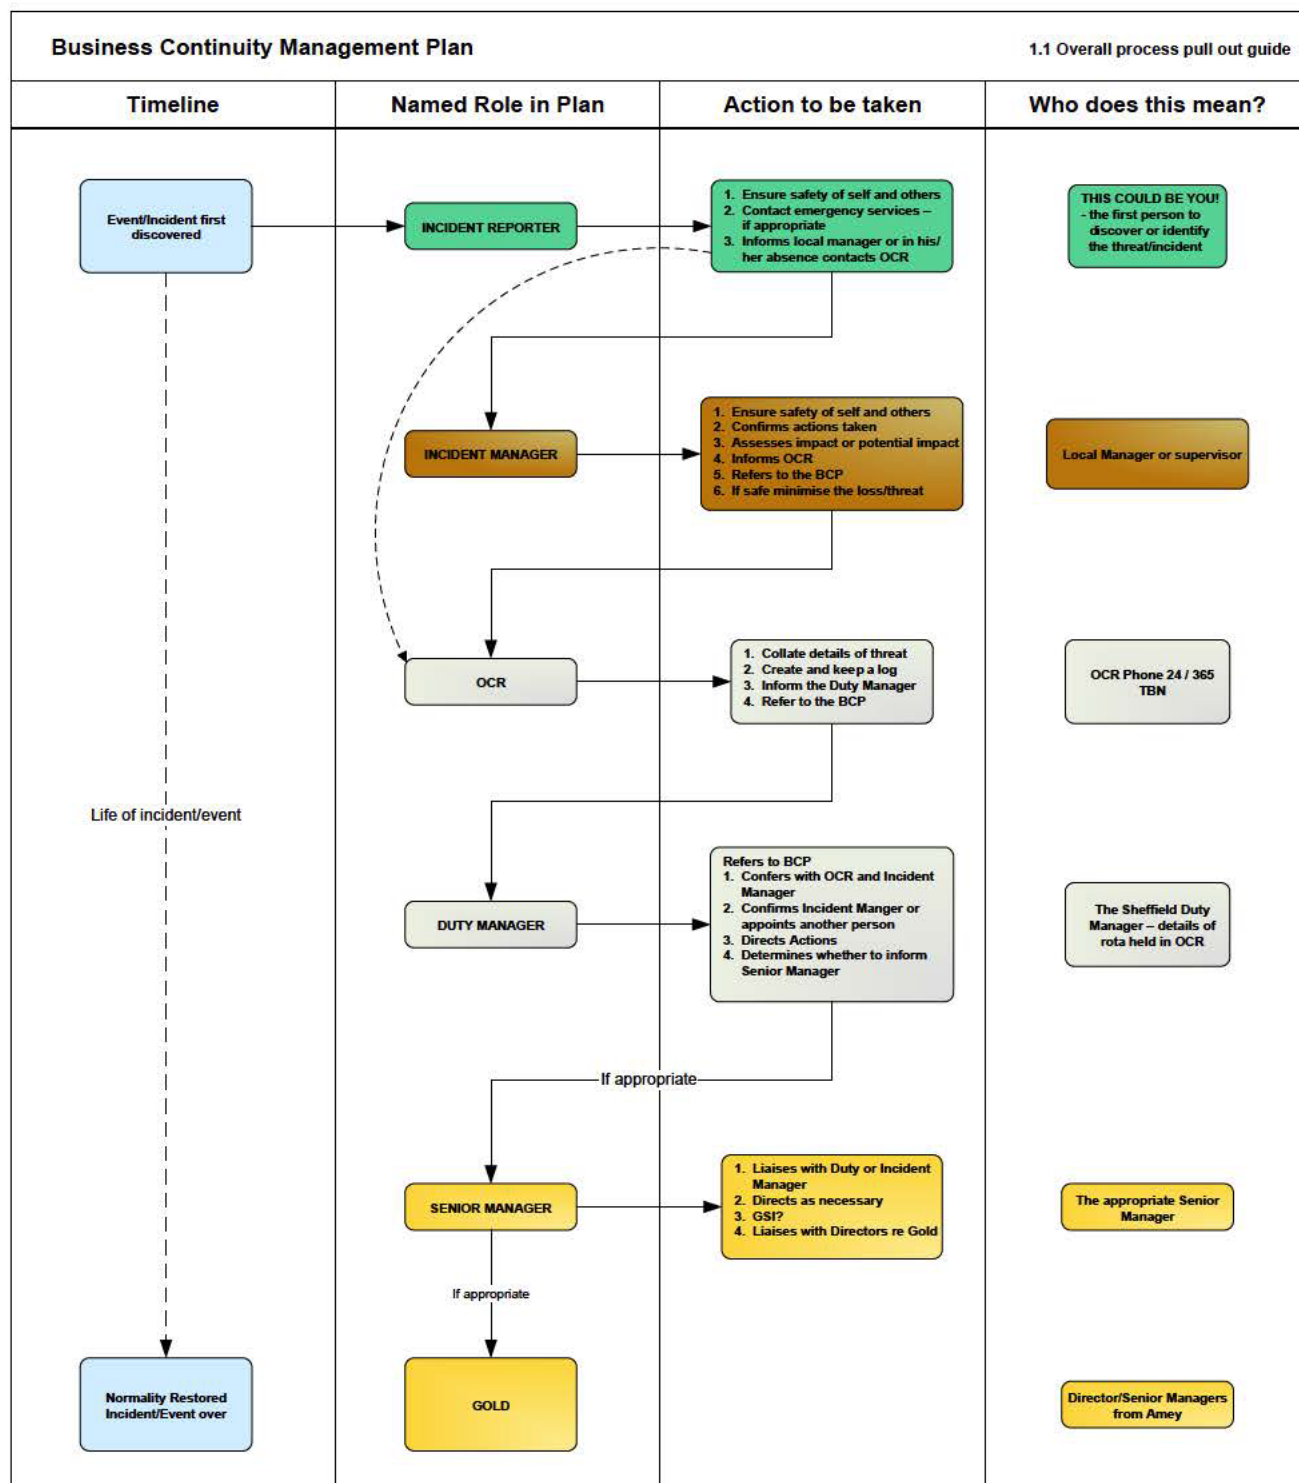 Business Continuity Management Plan
1.1 Overall process pull out guide
Timeline
Named Role in Plan
Action to be taken
Who does this mean?
Event/Incident first
discovered
INCIDENT REPORTER
1. Ensure safety of self and others
2. Contact emergency services –
if appropriate
3. Informs local manager or in his/
her absence contacts OCR
THIS COULD BE YOU!
- the first person to
discover or identify
the threat/incident
INCIDENT MANAGER
1. Ensure safety of self and others
2. Confirms actions taken
3. Assesses impact or potential impact
4. Informs OCR
5. Refers to the BCP
6. If safe minimise the loss/threat
Local Manager or supervisor
OCR
1. Collate details of threat
2. Create and keep a log
3. Inform the Duty Manager
4. Refer to the BCP
OCR Phone 24 / 365
TBN
Life of incident/event
DUTY MANAGER
Refers to BCP
1. Confers with OCR and Incident
Manager
2. Confirms Incident Manger or
appoints another person
3. Directs Actions
4. Determines whether to inform
Senior Manager
The Sheffield Duty
Manager – details of
rota held in OCR
If appropriate
SENIOR MANAGER
1. Liaises with Duty or Incident
Manager
2. Directs as necessary
3. GSI?
4. Liaises with Directors re Gold
The appropriate Senior
Manager
If appropriate
Normality Restored
Incident/Event over
GOLD
Director/Senior Managers
from Amey